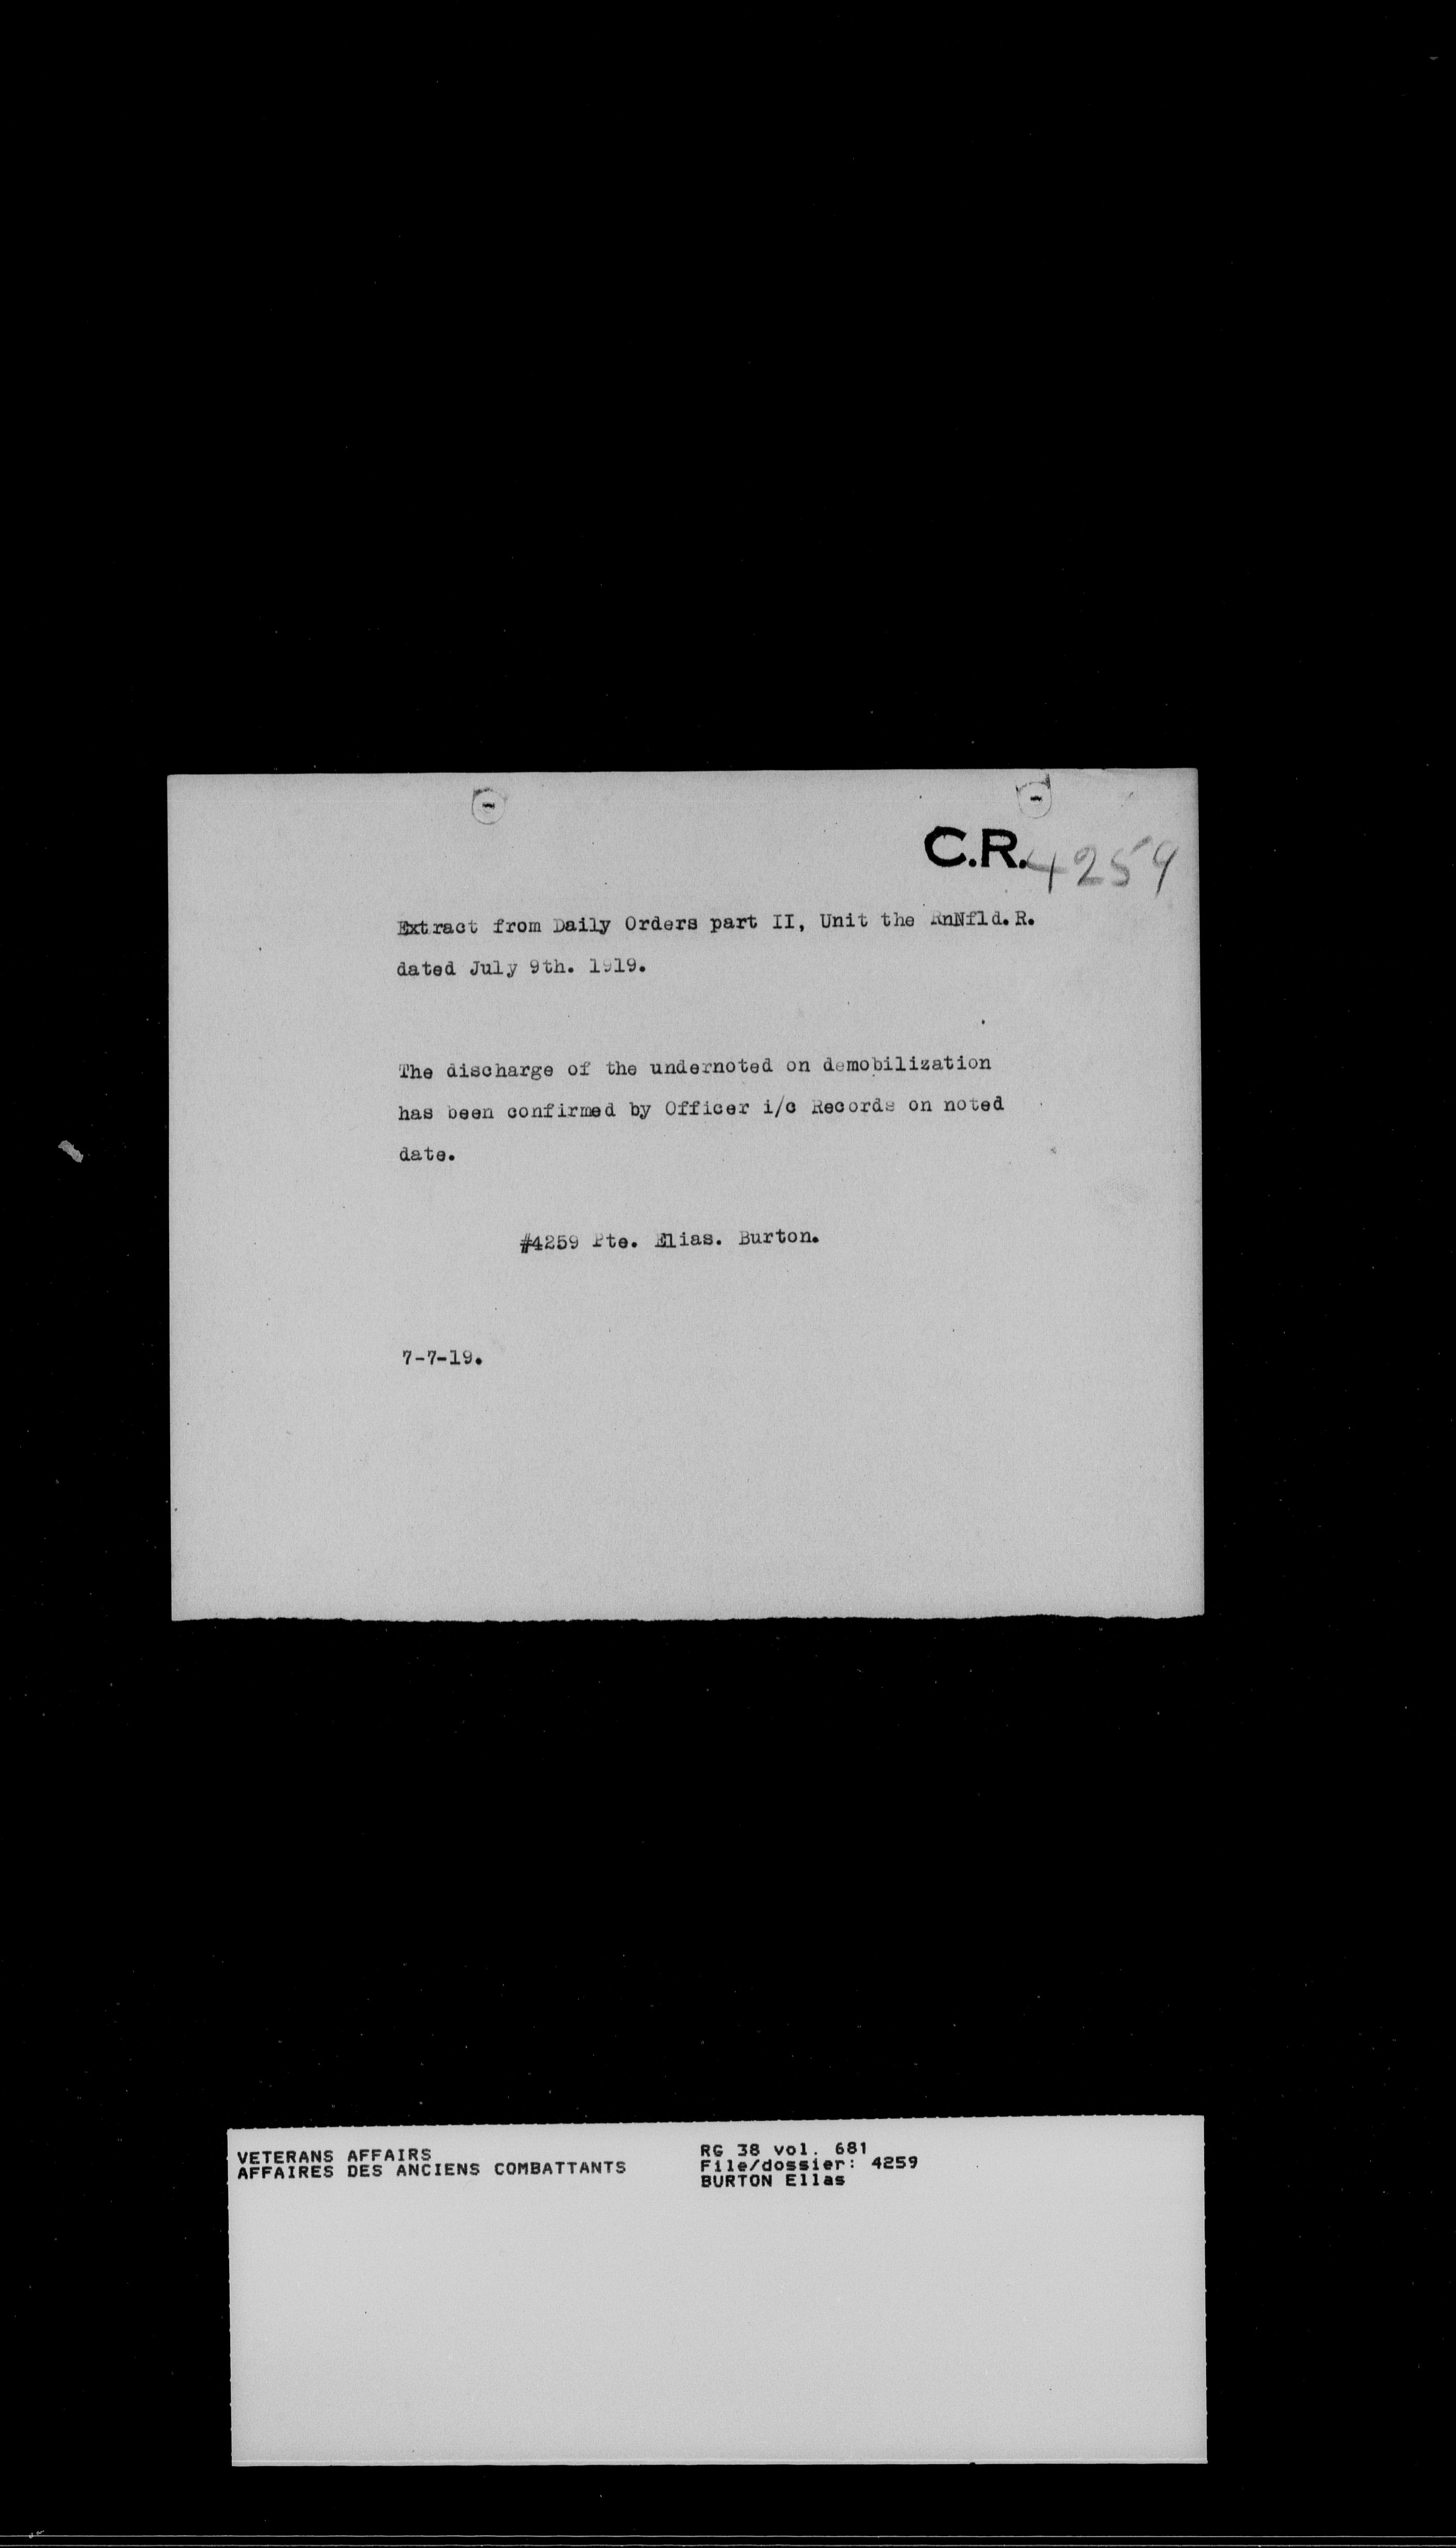 C.R. 4259
Extract from Daily Orders part II, Unit the RnNfld.R.
dated July 9th. 1919.
The discharge of the undernoted on demobilization
has been confirmed by Officer i/c Records on noted
date.
#4259 Pte. Elias. Burton.
7-7-19.
VETERANS AFFAIRS
AFFAIRES DES ANCIENS COMBATTANTS
RG 38 vol. 681
File/dossier: 4259
BURTON Elias